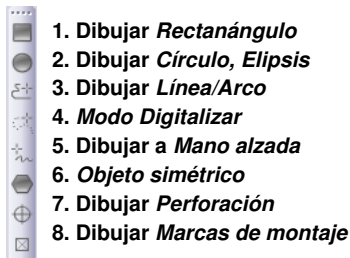 1. Dibujar Rectanángulo
2. Dibujar Círculo, Elipsis
3. Dibujar Línea/Arco
4. Modo Digitalizar
5. Dibujar a Mano alzada
6. Objeto simétrico
7. Dibujar Perforación
8. Dibujar Marcas de montaje